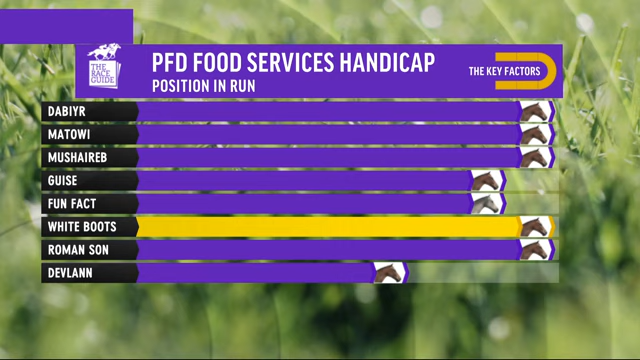 THE
RACE
GUIDE
PFD FOOD SERVICES HANDICAP
POSITION IN RUN
THE KEY FACTORS
DABIYR
MATOWI
MUSHAIREB
GUISE
FUN FACT
WHITE BOOTS
ROMAN SON
DEVLANN